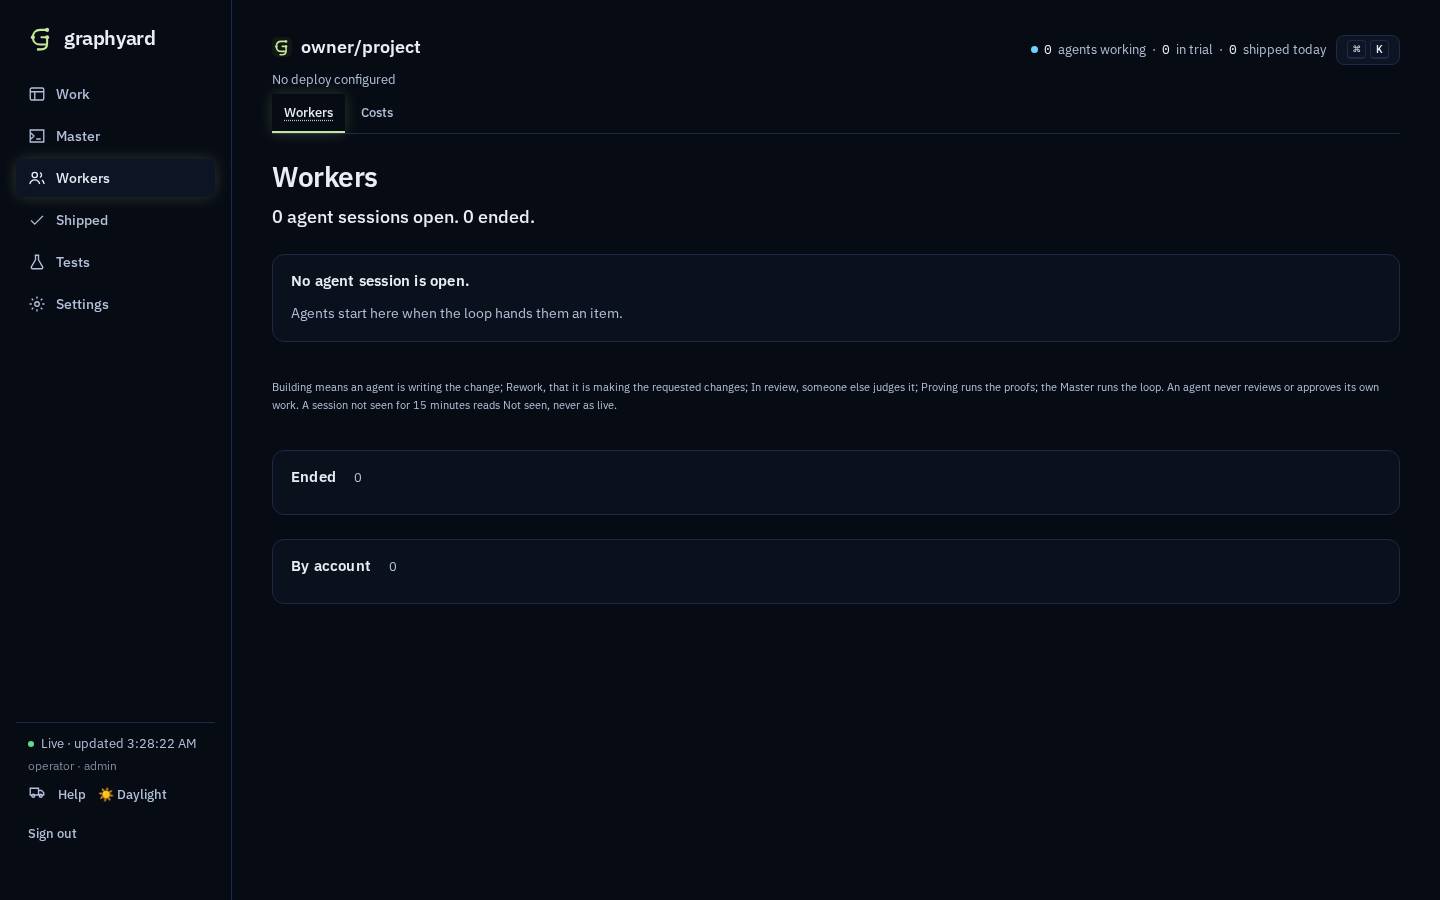 graphyard
Work
Master
Workers
Shipped
Tests
Settings
Live · updated 3:28:22 AM
operator · admin
Help ☀️ Daylight
Sign out
owner/project
0 agents working · 0 in trial · 0 shipped today ⌘ K
No deploy configured
Workers Costs
Workers
0 agent sessions open. 0 ended.
No agent session is open.
Agents start here when the loop hands them an item.
Building means an agent is writing the change; Rework, that it is making the requested changes; In review, someone else judges it; Proving runs the proofs; the Master runs the loop. An agent never reviews or approves its own
work. A session not seen for 15 minutes reads Not seen, never as live.
Ended 0
By account 0